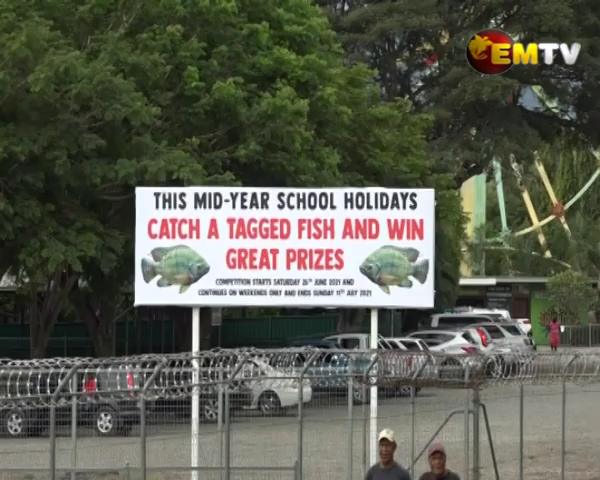 EMTV
THIS MID-YEAR SCHOOL HOLIDAYS
CATCH A TAGGED FISH AND WIN
GREAT PRIZES
COMPETITION STARTS SATURDAY 26TH JUNE 2021 AND
CONTINUES ON WEEKENDS ONLY AND ENDS SUNDAY 11TH JULY 2021